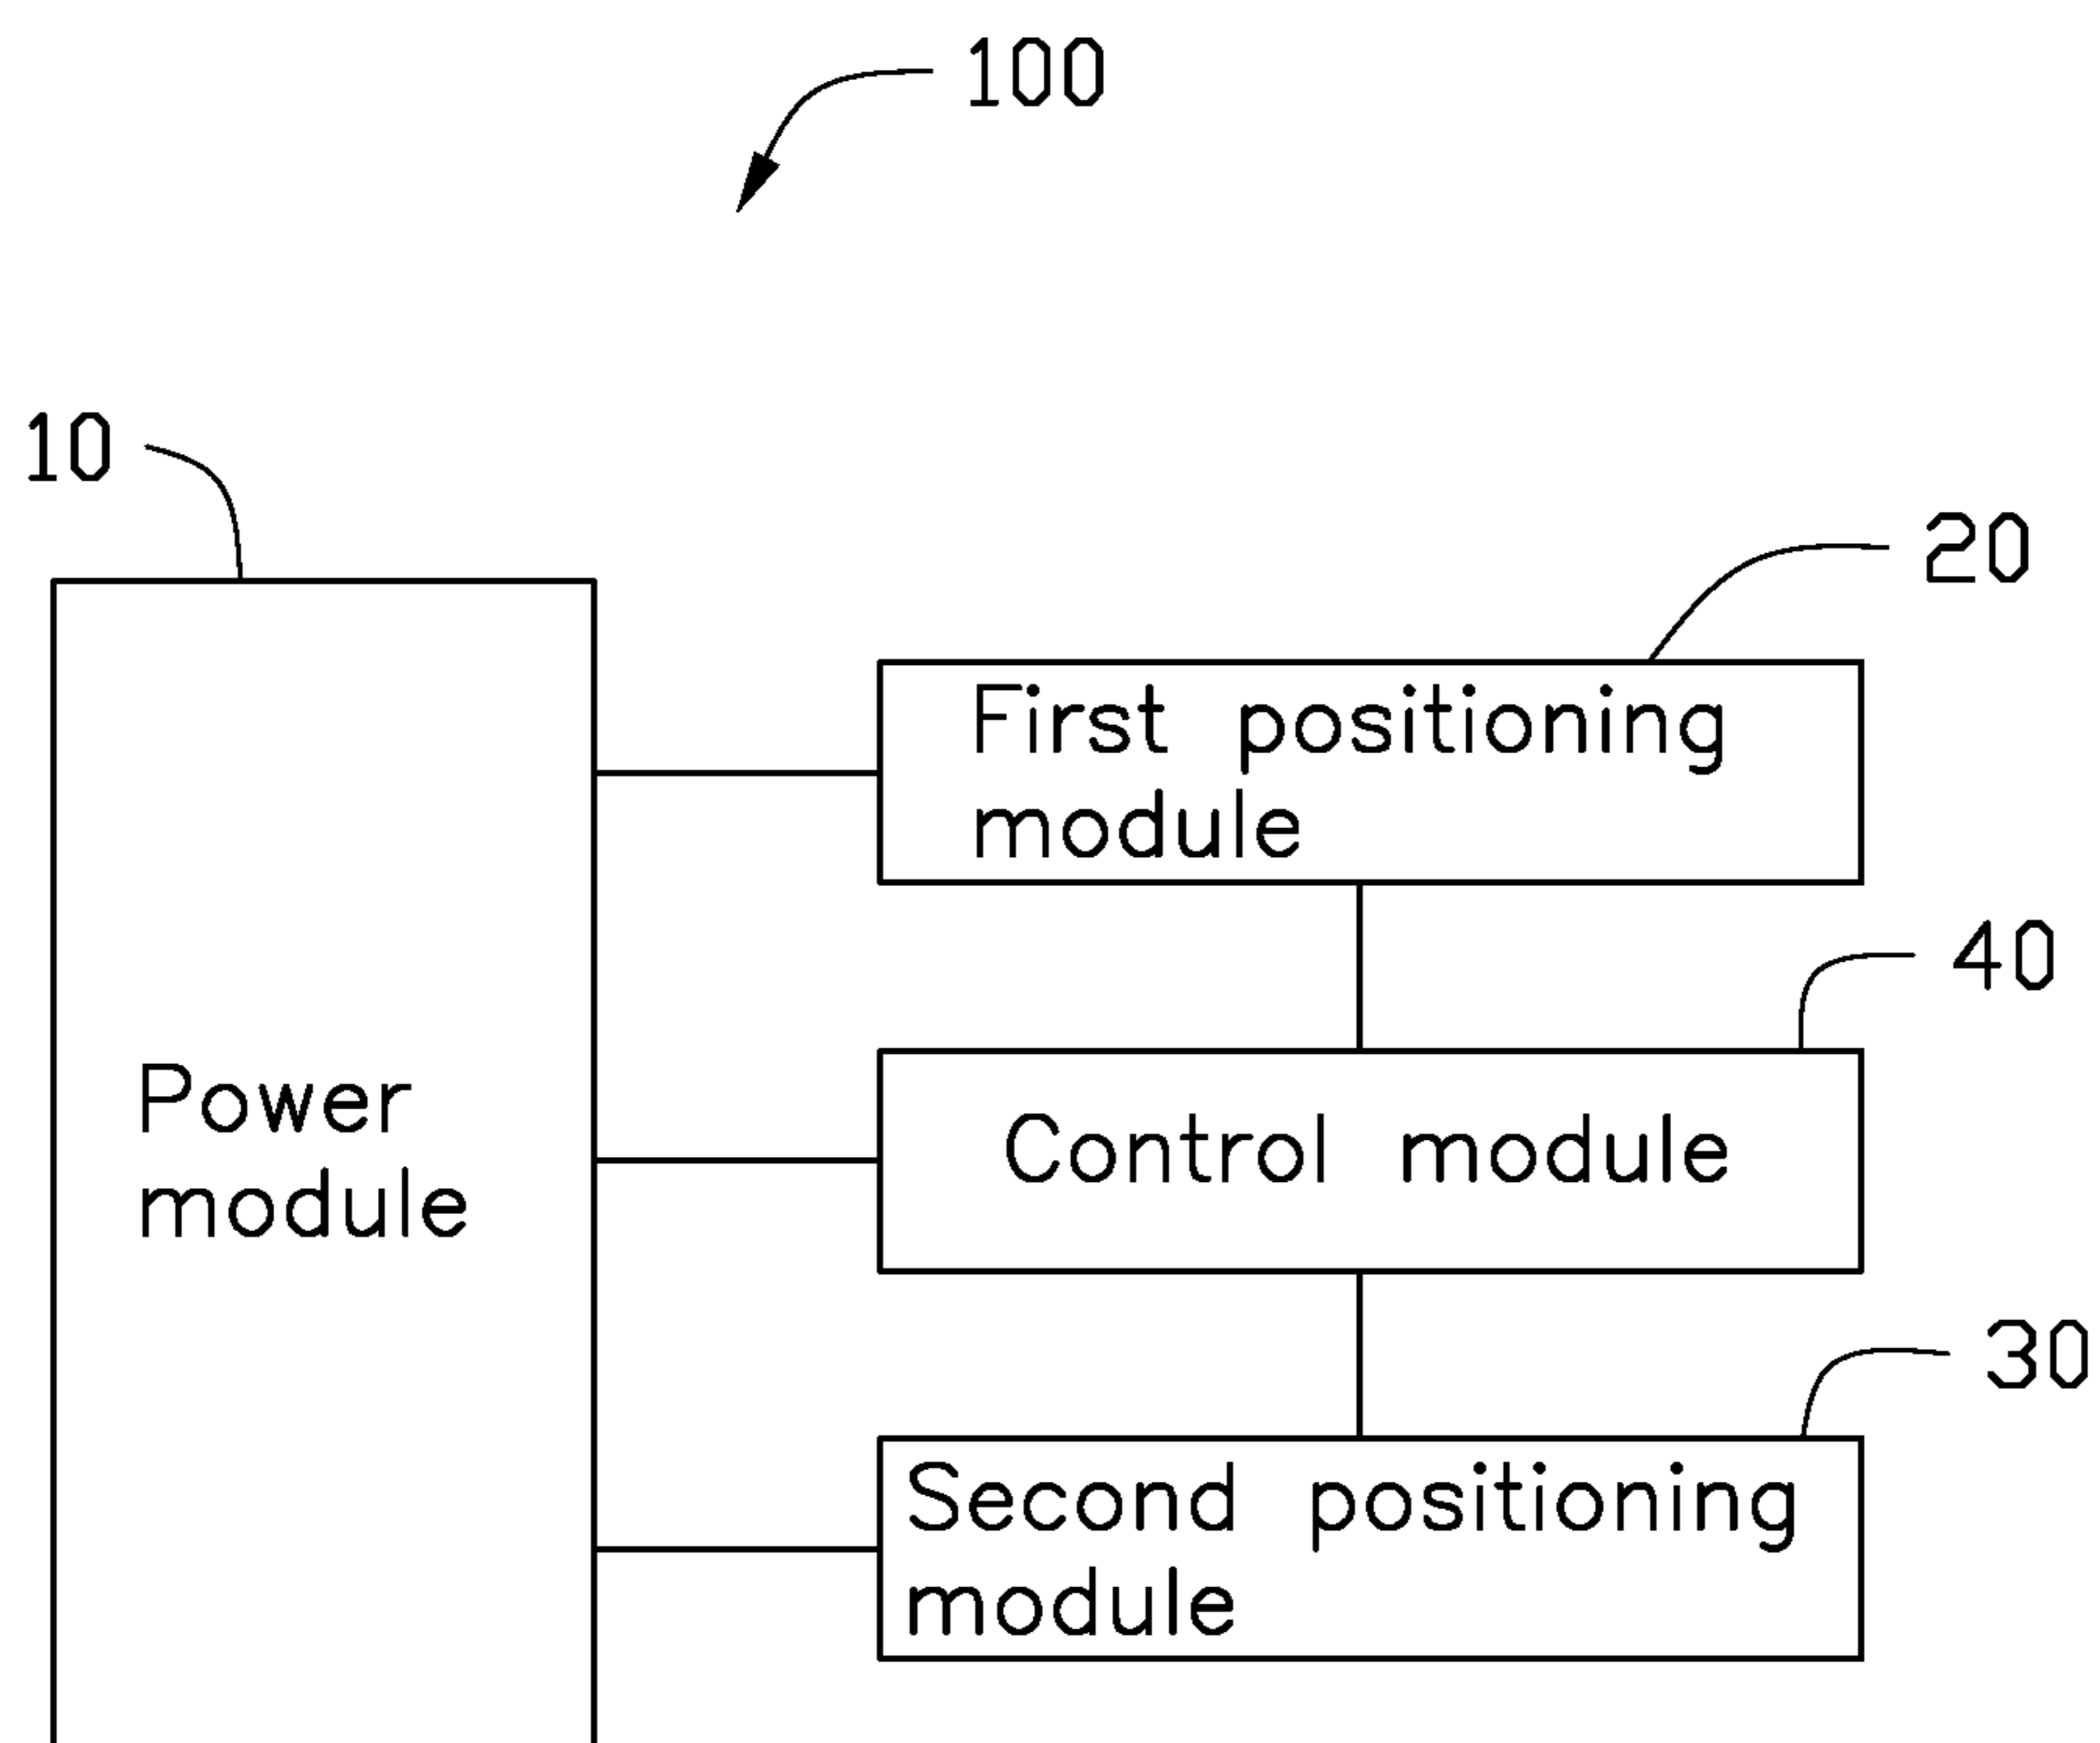 100
10
20
First positioning
module
40
Power
module
Control module
30
Second positioning
module